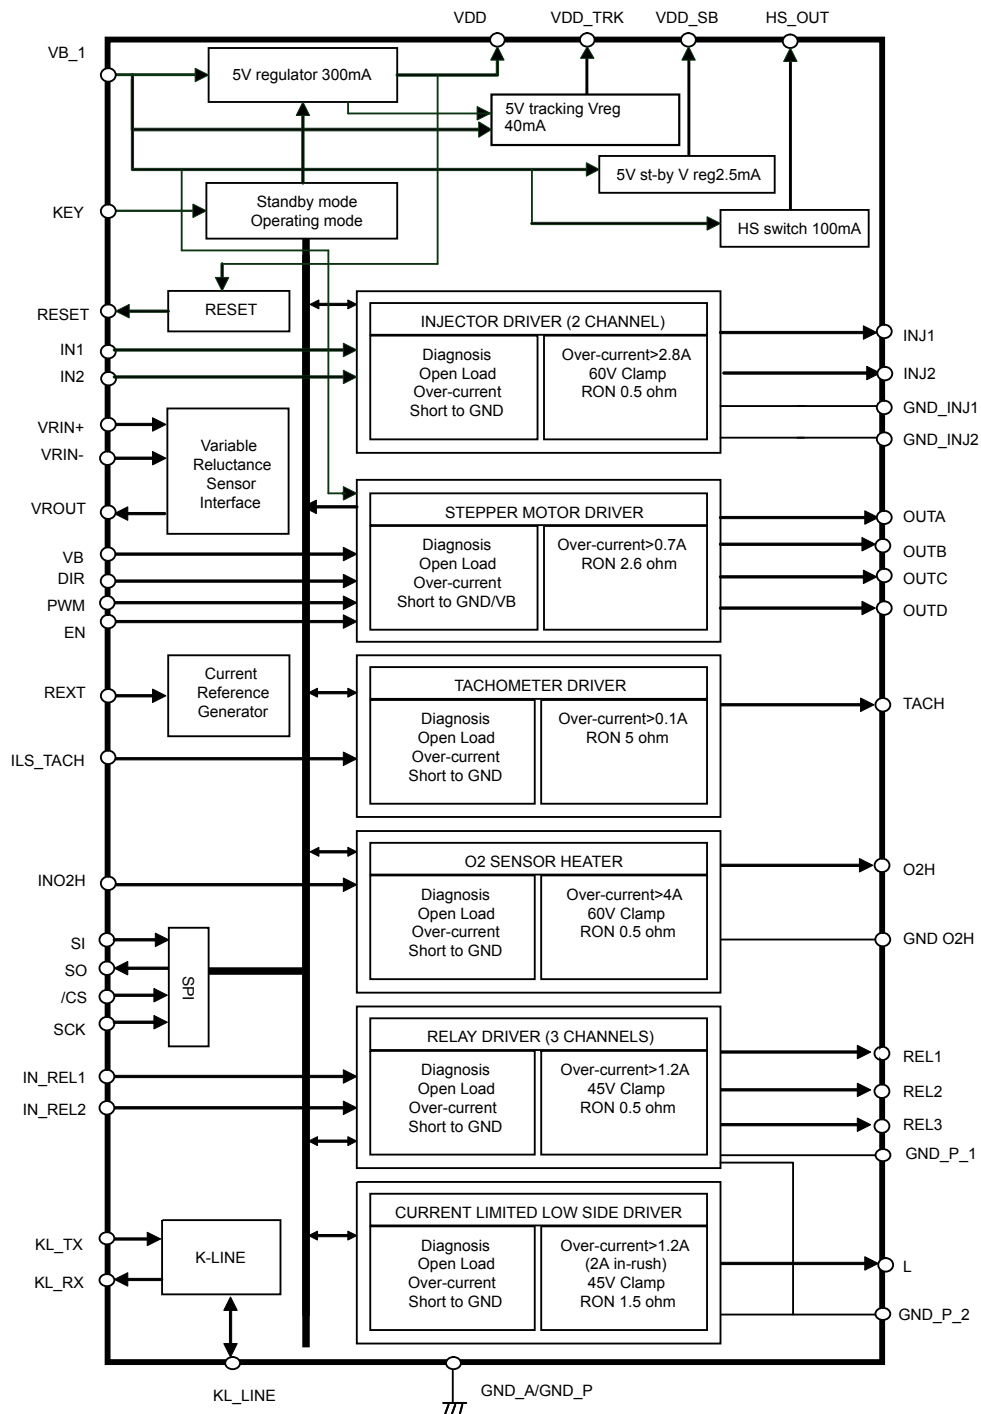 VDD
VDD_TRK
VDD_SB
HS_OUT
VB_1
5V regulator 300mA
5V tracking Vreg
40mA
5V st-by V reg2.5mA
KEY
Standby mode
Operating mode
HS switch 100mA
RESET
RESET
IN1
IN2
INJECTOR DRIVER (2 CHANNEL)
Diagnosis
Open Load
Over-current
Short to GND
Over-current>2.8A
60V Clamp
RON 0.5 ohm
INJ1
INJ2
GND_INJ1
GND_INJ2
VRIN+
VRIN-
VROUT
Variable
Reluctance
Sensor
Interface
VB
DIR
PWM
EN
STEPPER MOTOR DRIVER
Diagnosis
Open Load
Over-current
Short to GND/VB
Over-current>0.7A
RON 2.6 ohm
OUTA
OUTB
OUTC
OUTD
REXT
Current
Reference
Generator
ILS_TACH
TACHOMETER DRIVER
Diagnosis
Open Load
Over-current
Short to GND
Over-current>0.1A
RON 5 ohm
TACH
INO2H
O2 SENSOR HEATER
Diagnosis
Open Load
Over-current
Short to GND
Over-current>4A
60V Clamp
RON 0.5 ohm
O2H
GND O2H
SI
SO
/CS
SCK
SPI
IN_REL1
IN_REL2
RELAY DRIVER (3 CHANNELS)
Diagnosis
Open Load
Over-current
Short to GND
Over-current>1.2A
45V Clamp
RON 0.5 ohm
REL1
REL2
REL3
GND_P_1
KL_TX
KL_RX
K-LINE
CURRENT LIMITED LOW SIDE DRIVER
Diagnosis
Open Load
Over-current
Short to GND
Over-current>1.2A
(2A in-rush)
45V Clamp
RON 1.5 ohm
L
GND_P_2
KL_LINE
GND_A/GND_P